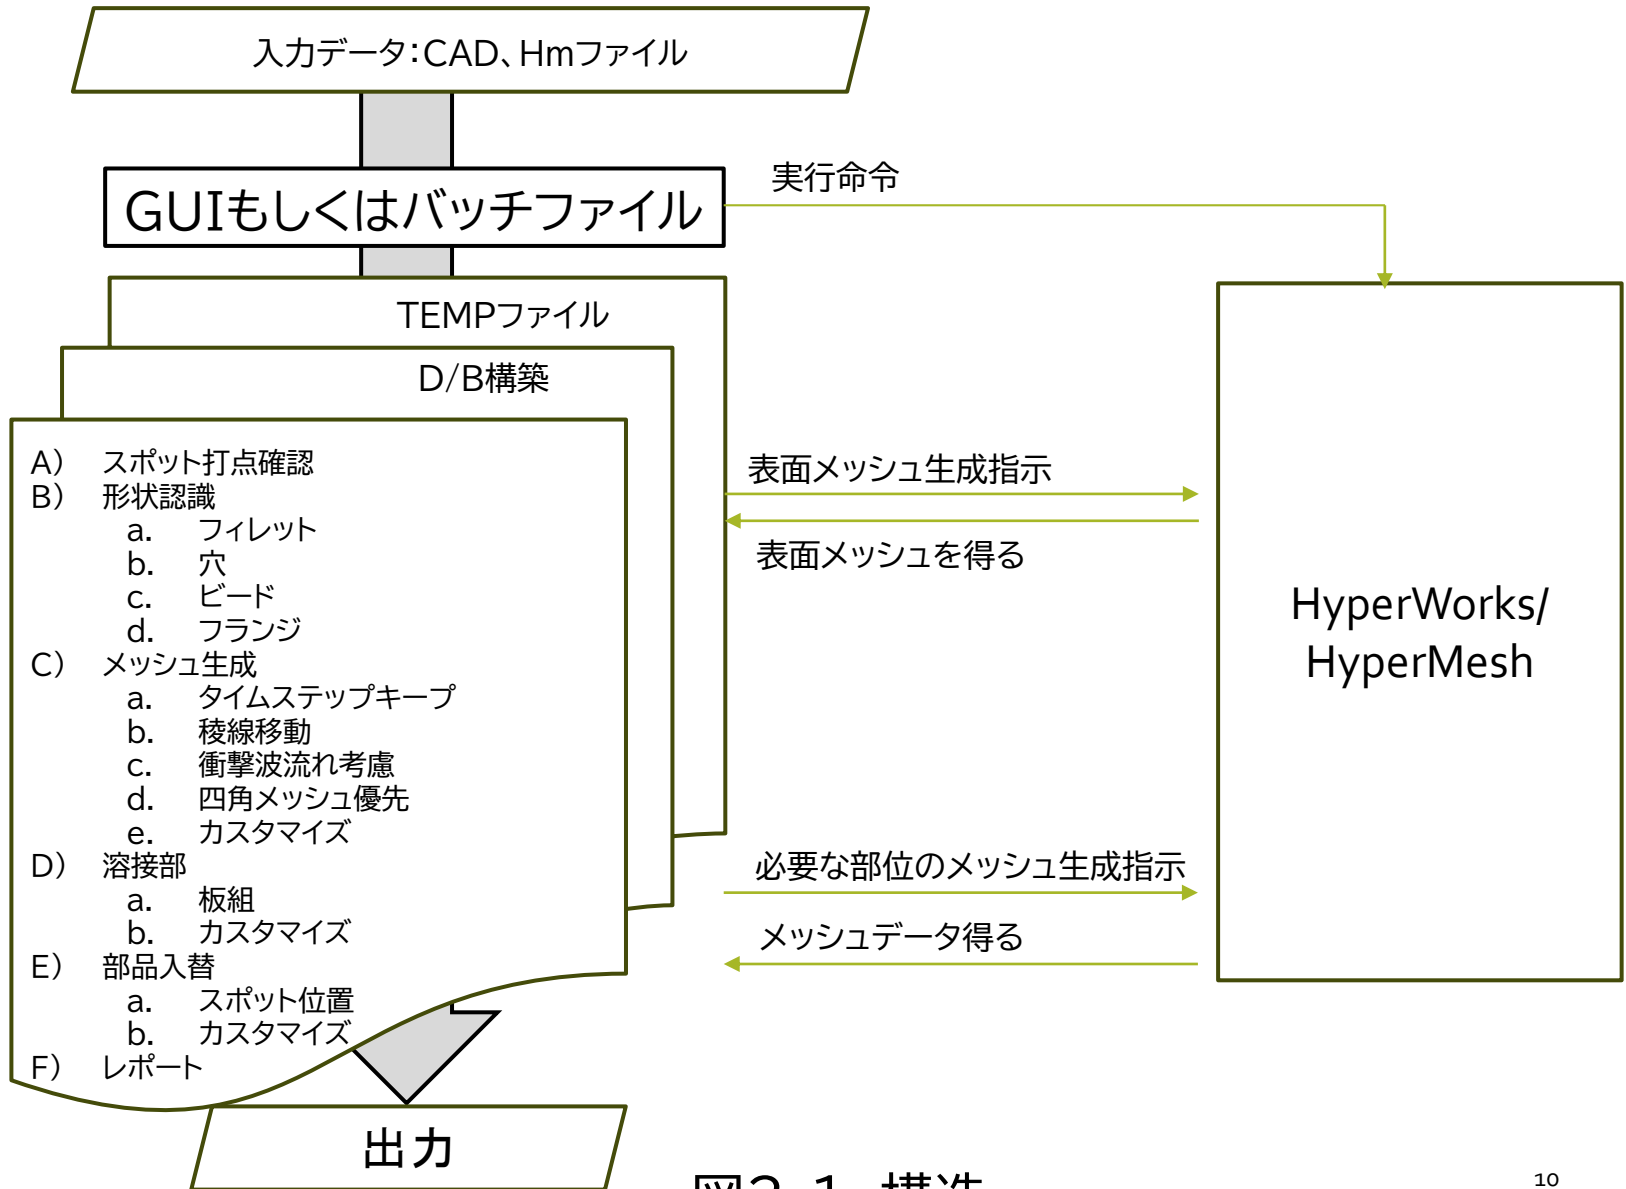 入力データ：CAD、Hmファイル
GUIもしくはバッチファイル
実行命令
TEMPファイル
D/B構築
A） スポット打点確認
B） 形状認識
a. フィレット
b. 穴
c. ビード
d. フランジ
C） メッシュ生成
a. タイムステップキープ
b. 稜線移動
c. 衝撃波流れ考慮
d. 四角メッシュ優先
e. カスタマイズ
D） 溶接部
a. 板組
b. カスタマイズ
E） 部品入替
a. スポット位置
b. カスタマイズ
F） レポート
表面メッシュ生成指示
表面メッシュを得る
必要な部位のメッシュ生成指示
メッシュデータ得る
HyperWorks/
HyperMesh
出力
10